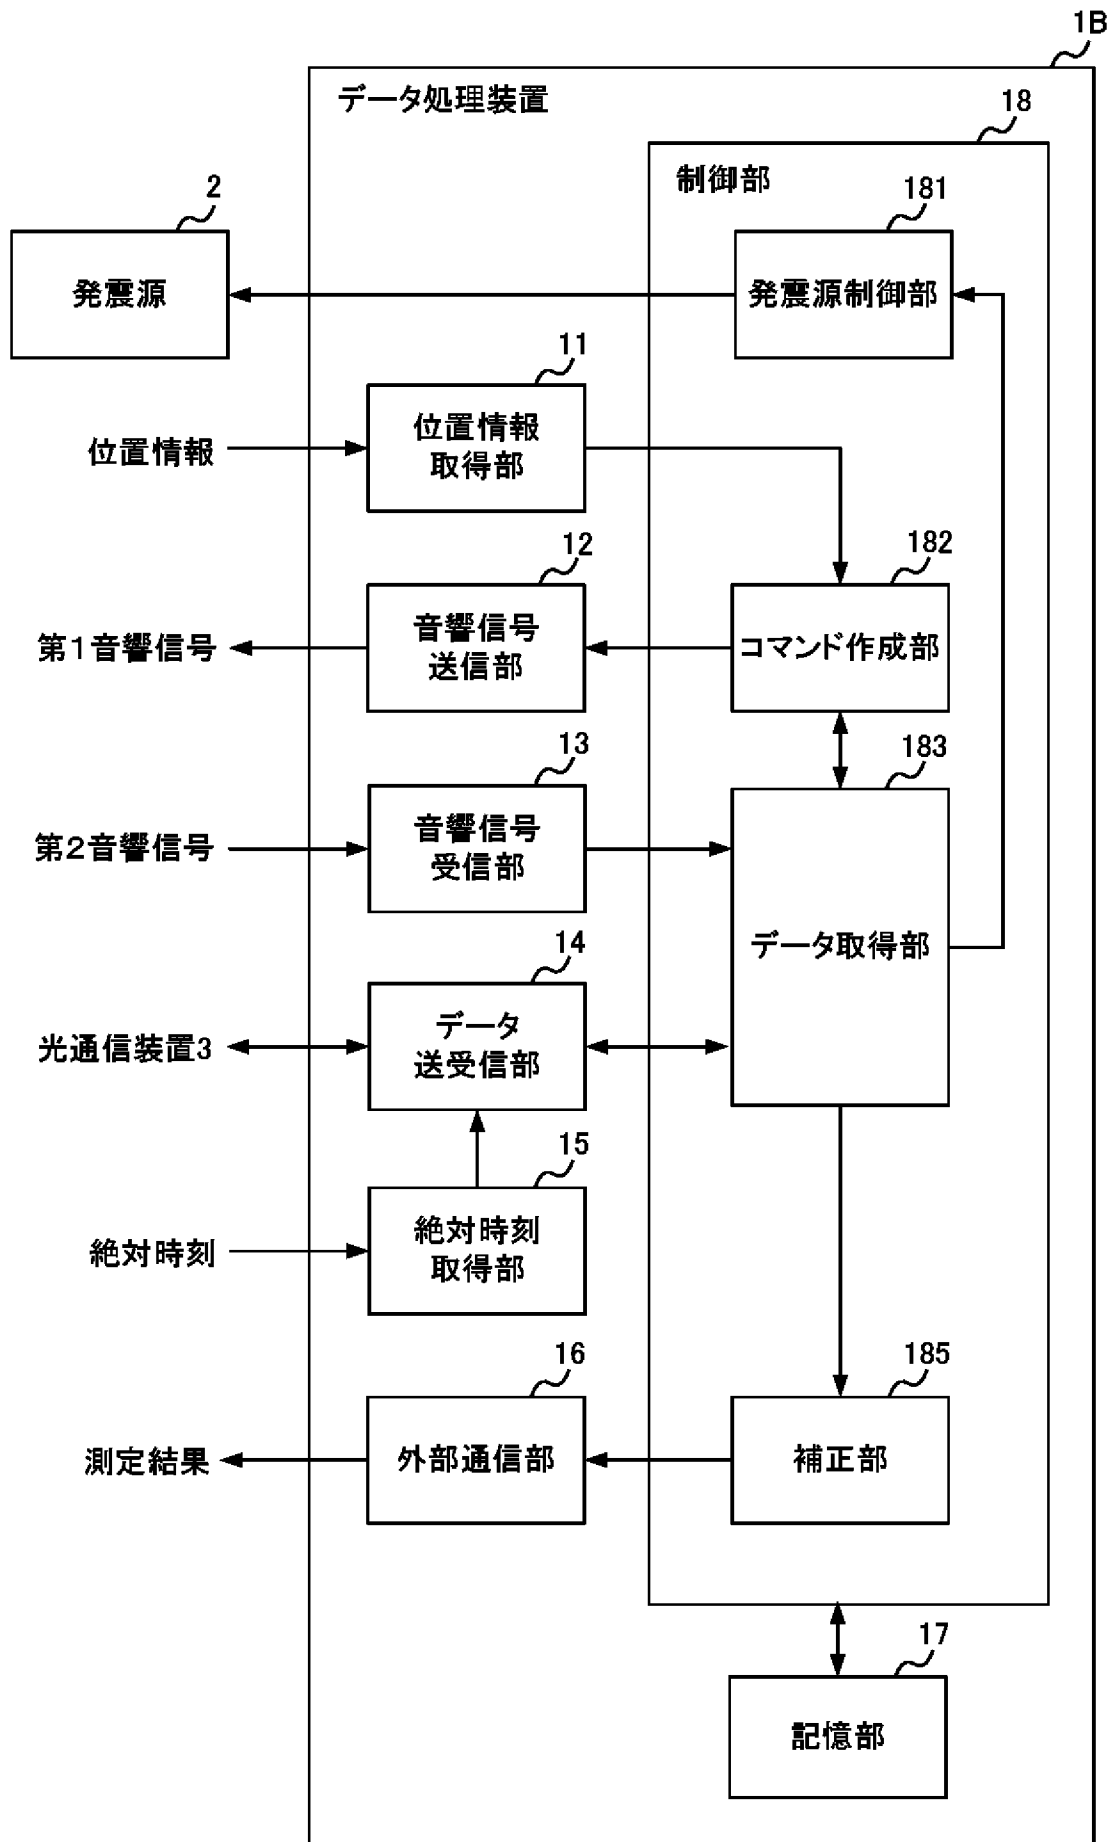 1B
データ処理装置
18
制御部
2
181
発震源
発震源制御部
11
位置情報
位置情報
取得部
12
182
第1音響信号
音響信号
送信部
コマンド作成部
13
183
第2音響信号
音響信号
受信部
データ取得部
14
光通信装置3
データ
送受信部
15
絶対時刻
絶対時刻
取得部
16
185
測定結果
外部通信部
補正部
17
記憶部